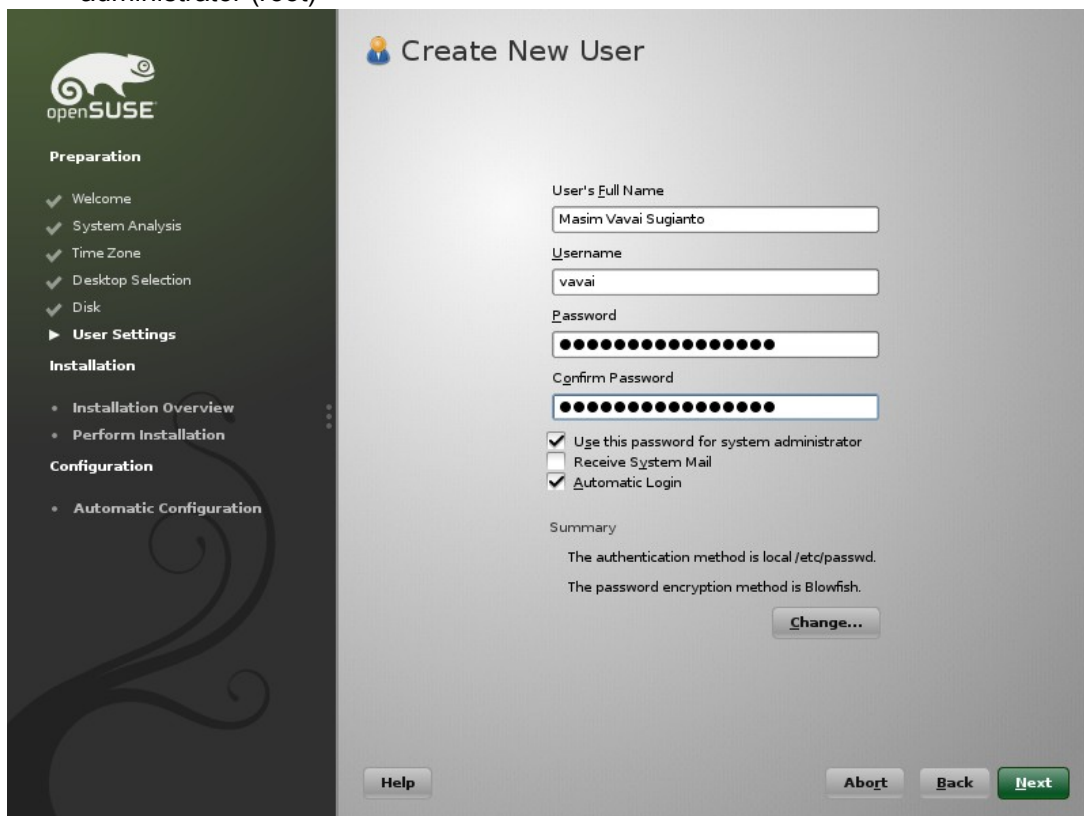 administrator (root)
openSUSE
Preparation
Welcome
System Analysis
Time Zone
Desktop Selection
Disk
User Settings
Installation
Installation Overview
Perform Installation
Configuration
Automatic Configuration
Create New User
User's Full Name
Masim Vavai Sugianto
Username
vavai
Password
●●●●●●●●●●●●●●●●
Confirm Password
●●●●●●●●●●●●●●●●
Use this password for system administrator
Receive System Mail
Automatic Login
Summary
The authentication method is local /etc/passwd.
The password encryption method is Blowfish.
Change...
Help
Abort
Back
Next